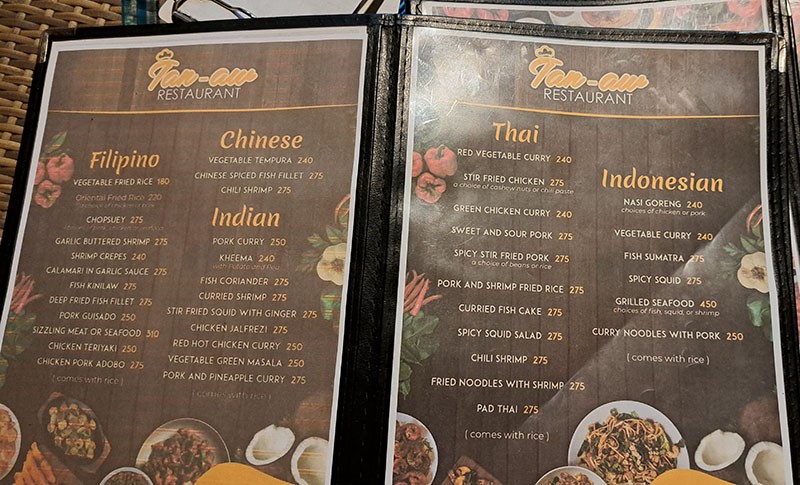 Tan-aw
RESTAURANT
Filipino
VEGETABLE FRIED RICE 180
Oriental Fried Rice 220
CHOPSUEY 275
GARLIC BUTTERED SHRIMP 275
SHRIMP CREPES 240
CALAMARI IN GARLIC SAUCE 275
FISH KINILAW 275
DEEP FRIED FISH FILLET 275
PORK GUISADO 250
SIZZLING MEAT OR SEAFOOD 310
CHICKEN TERIYAKI 250
CHICKEN PORK ADOBO 275
( comes with rice )
Chinese
VEGETABLE TEMPURA 240
CHINESE SPICED FISH FILLET 275
CHILI SHRIMP 275
Indian
PORK CURRY 250
KHEEMA 240
with Potato and Pea
FISH CORIANDER 275
CURRIED SHRIMP 275
STIR FRIED SQUID WITH GINGER 275
CHICKEN JALFREZI 275
RED HOT CHICKEN CURRY 250
VEGETABLE GREEN MASALA 250
PORK AND PINEAPPLE CURRY 275
( comes with rice )
Tan-aw
RESTAURANT
Thai
RED VEGETABLE CURRY 240
STIR FRIED CHICKEN 275
a choice of cashew nuts or chili paste
GREEN CHICKEN CURRY 240
SWEET AND SOUR PORK 275
SPICY STIR FRIED PORK 275
a choice of beans or rice
PORK AND SHRIMP FRIED RICE 275
CURRIED FISH CAKE 275
SPICY SQUID SALAD 275
CHILI SHRIMP 275
FRIED NOODLES WITH SHRIMP 275
PAD THAI 275
( comes with rice )
Indonesian
NASI GORENG 240
choices of chicken or pork
VEGETABLE CURRY 240
FISH SUMATRA 275
SPICY SQUID 275
GRILLED SEAFOOD 450
choices of fish, squid, or shrimp
CURRY NOODLES WITH PORK 250
( comes with rice )